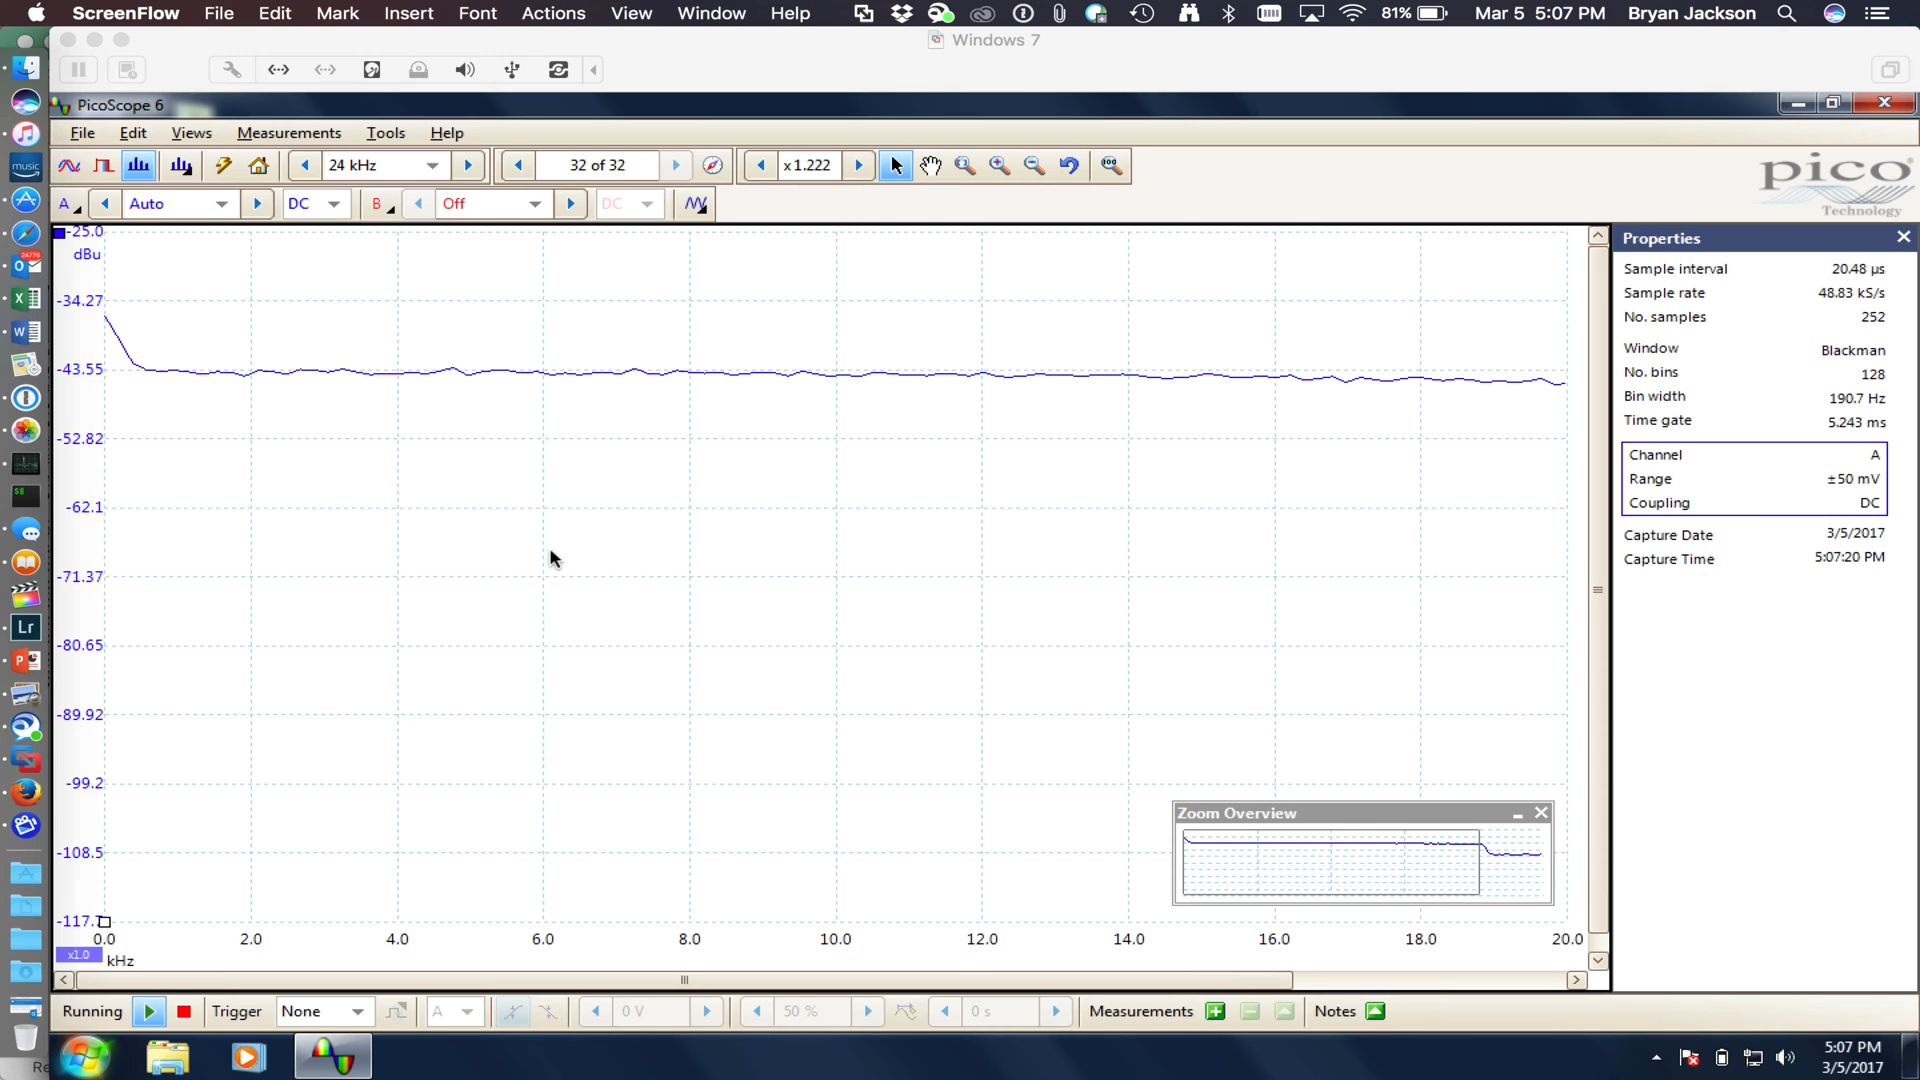 ScreenFlow File Edit Mark Insert Font Actions View Window Help 81% Mar 5 5:07 PM Bryan Jackson
Windows 7
PicoScope 6
File Edit Views Measurements Tools Help
24 kHz 32 of 32 x1.222
A Auto DC B Off DC
pico
Technology
music
24776
Lr
-25.0
dBu
-34.27
-43.55
-52.82
-62.1
-71.37
-80.65
-89.92
-99.2
-108.5
-117.
0.0 2.0 4.0 6.0 8.0 10.0 12.0 14.0 16.0 18.0 20.0
x1.0 kHz
Zoom Overview
Properties
Sample interval 20.48 µs
Sample rate 48.83 kS/s
No. samples 252
Window Blackman
No. bins 128
Bin width 190.7 Hz
Time gate 5.243 ms
Channel A
Range ±50 mV
Coupling DC
Capture Date 3/5/2017
Capture Time 5:07:20 PM
Running Trigger None A 0 V 50 % 0 s Measurements Notes
Re
5:07 PM
3/5/2017